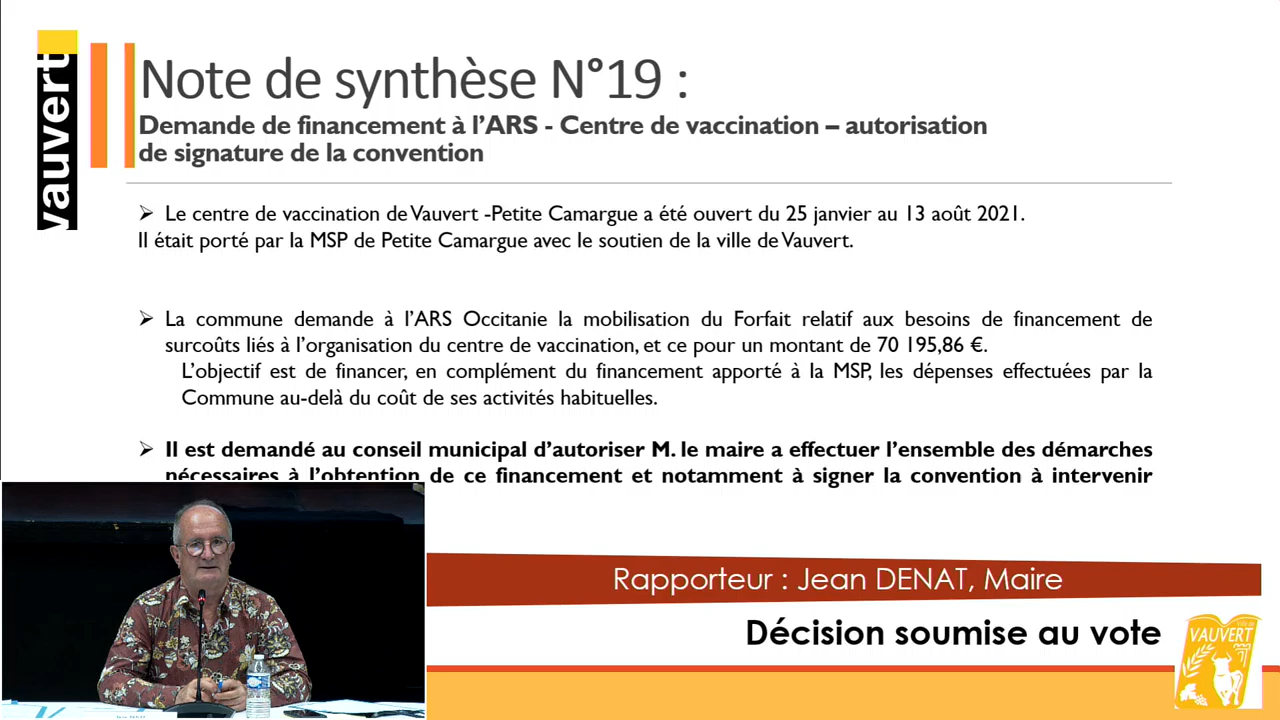 vauvert
Note de synthèse N°19 :
Demande de financement à l'ARS - Centre de vaccination – autorisation
de signature de la convention
➢ Le centre de vaccination de Vauvert -Petite Camargue a été ouvert du 25 janvier au 13 août 2021.
Il était porté par la MSP de Petite Camargue avec le soutien de la ville de Vauvert.
➢ La commune demande à l'ARS Occitanie la mobilisation du Forfait relatif aux besoins de financement de
surcoûts liés à l'organisation du centre de vaccination, et ce pour un montant de 70 195,86 €.
L'objectif est de financer, en complément du financement apporté à la MSP, les dépenses effectuées par la
Commune au-delà du coût de ses activités habituelles.
➢ Il est demandé au conseil municipal d'autoriser M. le maire a effectuer l'ensemble des démarches
nécessaires à l'obtention de ce financement et notamment à signer la convention à intervenir
Rapporteur : Jean DENAT, Maire
Décision soumise au vote
VAUVERT